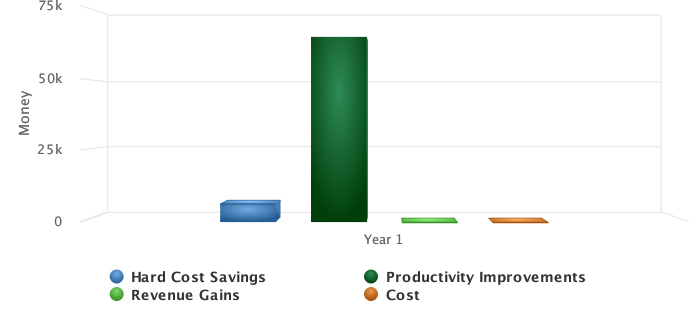 75k
50k
25k
0
Money
Year 1
Hard Cost Savings
Productivity Improvements
Revenue Gains
Cost